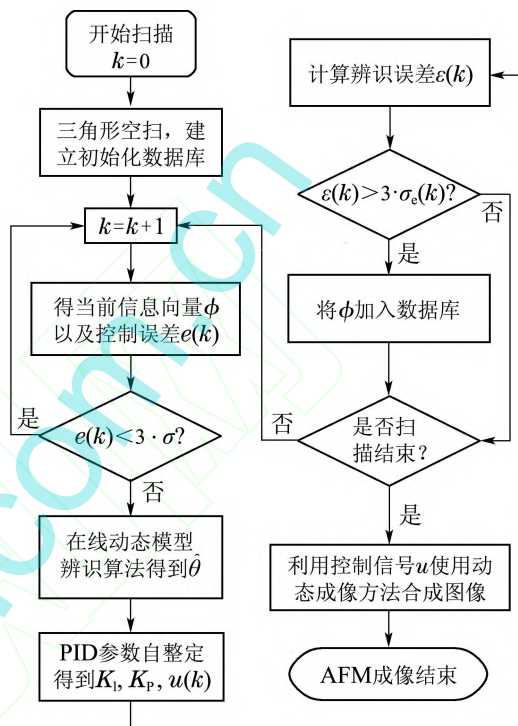 开始扫描
k=0
三角形空扫，建
立初始化数据库
k=k+1
得当前信息向量ϕ
以及控制误差e(k)
是
e(k)<3·σ?
否
在线动态模型
辨识算法得到θ̂
PID参数自整定
得到K_I, K_P, u(k)
计算辨识误差ε(k)
ε(k)>3·σ_e(k)?
否
是
将ϕ加入数据库
否
是否扫
描结束?
是
利用控制信号u使用动
态成像方法合成图像
AFM成像结束
com.cn